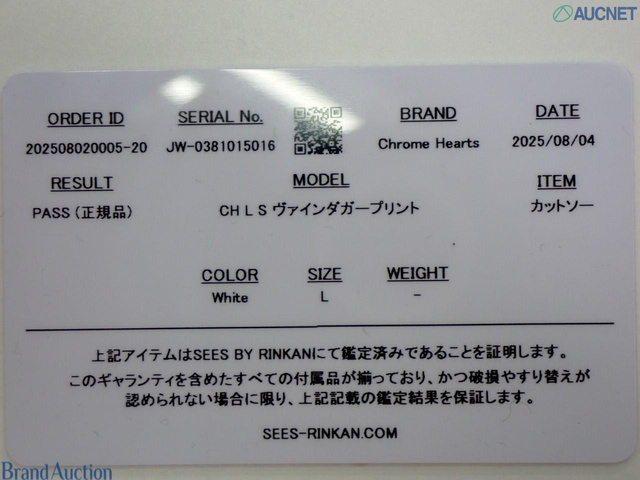 AUCNET
ORDER ID SERIAL No. BRAND DATE
202508020005-20 JW-0381015016 Chrome Hearts 2025/08/04
RESULT MODEL ITEM
PASS（正規品） CH L S ヴァインダガープリント カットソー
COLOR SIZE WEIGHT
White L -
上記アイテムはSEES BY RINKANにて鑑定済みであることを証明します。
このギャランティを含めたすべての付属品が揃っており、かつ破損やすり替えが
認められない場合に限り、上記記載の鑑定結果を保証します。
SEES-RINKAN.COM
BrandAuction